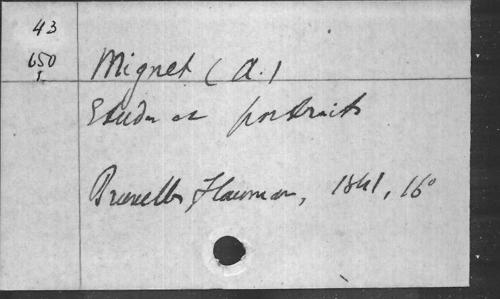 43
650
1.
Mignet (A.)
Etudes et portraits
Bruxelles Hauman, 1841, 16°